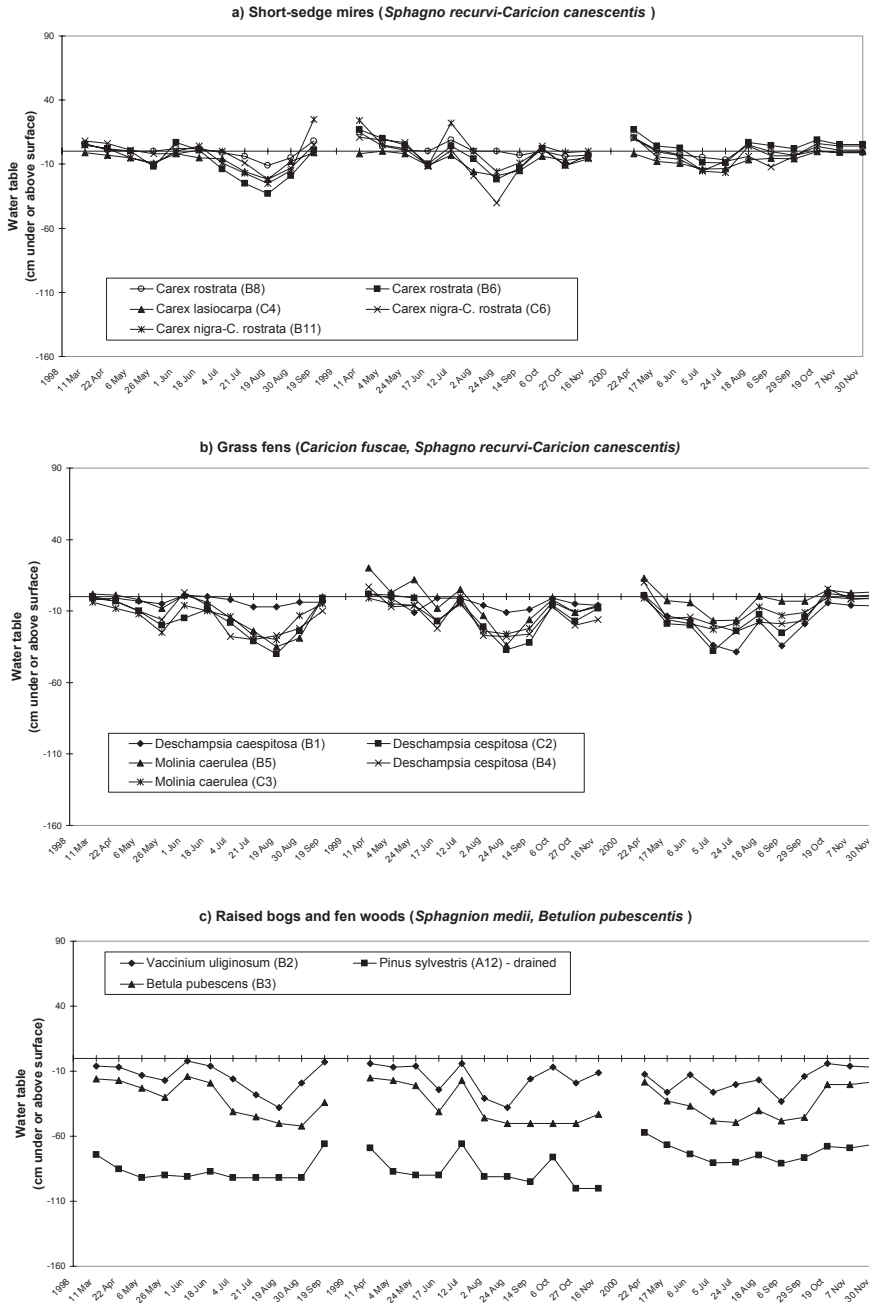 a) Short-sedge mires (Sphagno recurvi-Caricion canescentis )
Water table
(cm under or above surface)
90
40
-10
-60
-110
-160
Carex rostrata (B8)
Carex rostrata (B6)
Carex lasiocarpa (C4)
Carex nigra-C. rostrata (C6)
Carex nigra-C. rostrata (B11)
1998
11 Mar
22 Apr
6 May
26 May
1 Jun
18 Jun
4 Jul
21 Jul
19 Aug
30 Aug
19 Sep
1999
11 Apr
4 May
24 May
17 Jun
12 Jul
2 Aug
24 Aug
14 Sep
6 Oct
27 Oct
16 Nov
2000
22 Apr
17 May
6 Jun
5 Jul
24 Jul
18 Aug
6 Sep
29 Sep
19 Oct
7 Nov
30 Nov
b) Grass fens (Caricion fuscae, Sphagno recurvi-Caricion canescentis)
Water table
(cm under or above surface)
90
40
-10
-60
-110
-160
Deschampsia caespitosa (B1)
Deschampsia cespitosa (C2)
Molinia caerulea (B5)
Deschampsia cespitosa (B4)
Molinia caerulea (C3)
1998
11 Mar
22 Apr
6 May
26 May
1 Jun
18 Jun
4 Jul
21 Jul
19 Aug
30 Aug
19 Sep
1999
11 Apr
4 May
24 May
17 Jun
12 Jul
2 Aug
24 Aug
14 Sep
6 Oct
27 Oct
16 Nov
2000
22 Apr
17 May
6 Jun
5 Jul
24 Jul
18 Aug
6 Sep
29 Sep
19 Oct
7 Nov
30 Nov
c) Raised bogs and fen woods (Sphagnion medii, Betulion pubescentis )
Water table
(cm under or above surface)
90
40
-10
-60
-110
-160
Vaccinium uliginosum (B2)
Pinus sylvestris (A12) - drained
Betula pubescens (B3)
1998
11 Mar
22 Apr
6 May
26 May
1 Jun
18 Jun
4 Jul
21 Jul
19 Aug
30 Aug
19 Sep
1999
11 Apr
4 May
24 May
17 Jun
12 Jul
2 Aug
24 Aug
14 Sep
6 Oct
27 Oct
16 Nov
2000
22 Apr
17 May
6 Jun
5 Jul
24 Jul
18 Aug
6 Sep
29 Sep
19 Oct
7 Nov
30 Nov